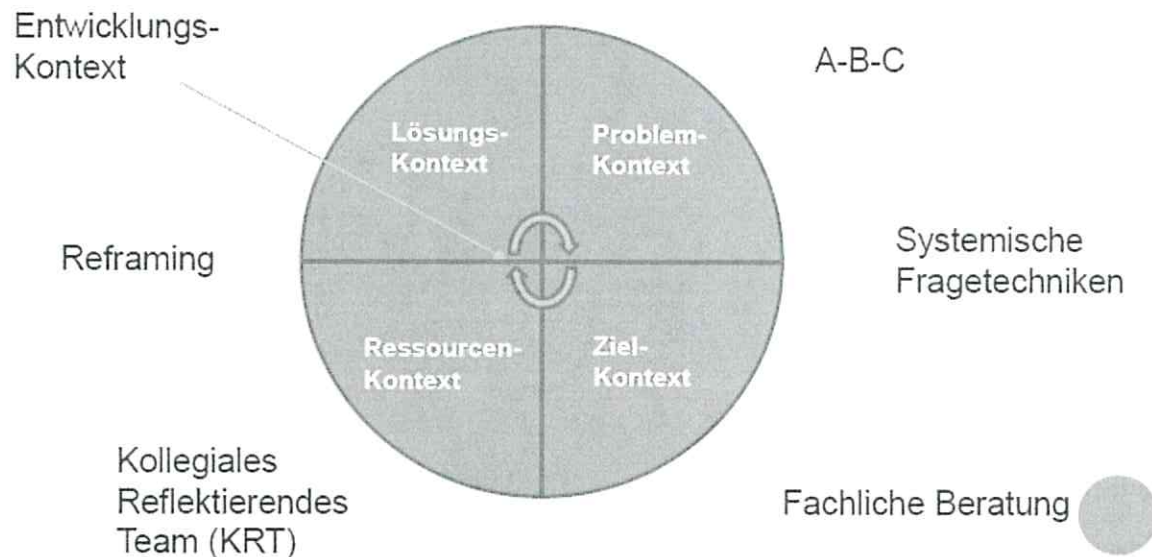 Entwicklungs-
Kontext
A-B-C
Lösungs-
Kontext
Problem-
Kontext
Reframing
Systemische
Fragetechniken
Ressourcen-
Kontext
Ziel-
Kontext
Kollegiales
Reflektierendes
Team (KRT)
Fachliche Beratung